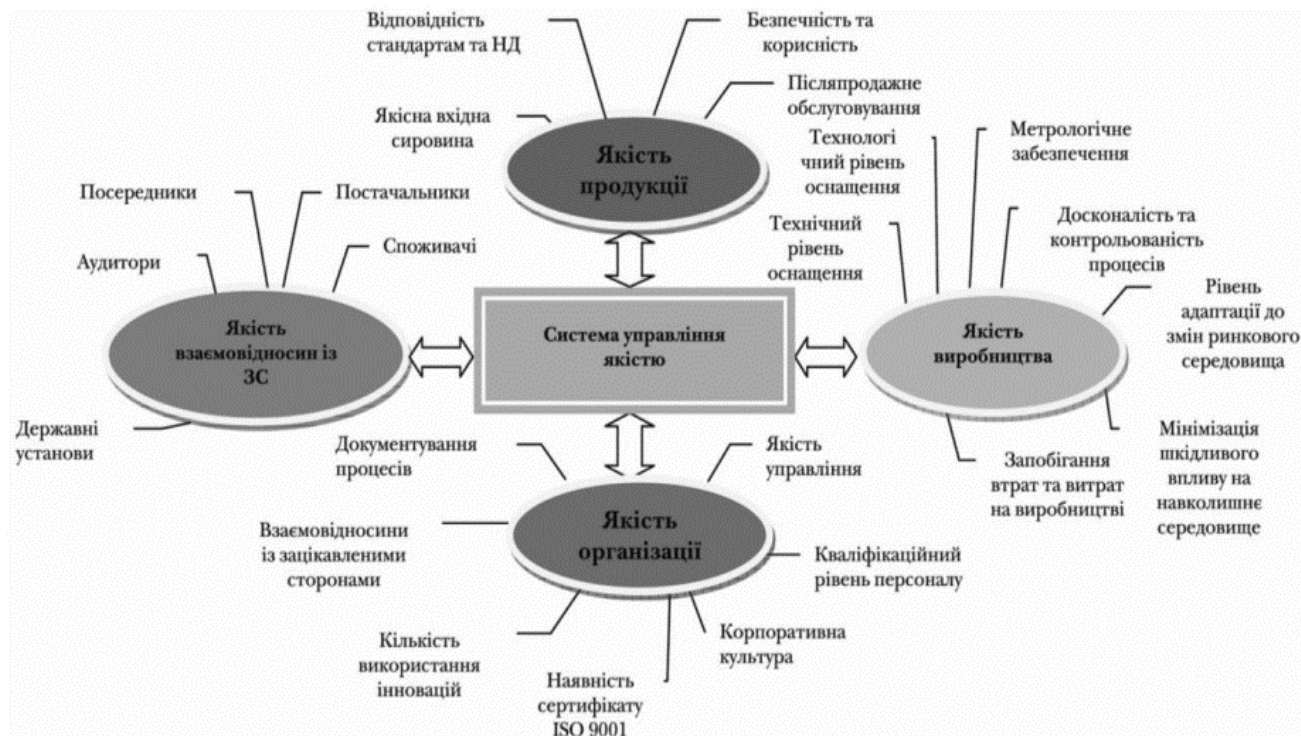 Відповідність
стандартам та НД
Безпечність та
корисність
Якісна вхідна
сировина
Післяпродажне
обслуговування
Якість
продукції
Посередники
Постачальники
Аудитори
Споживачі
Якість
взаємовідносин із
ЗС
Державні
установи
Система управління
якістю
Технологі
чний рівень
оснащення
Метрологічне
забезпечення
Технічний
рівень
оснащення
Досконалість та
контрольованість
процесів
Рівень
адаптації до
змін ринкового
середовища
Якість
виробництва
Запобігання
втрат та витрат
на виробництві
Мінімізація
шкідливого
впливу на
навколишнє
середовище
Документування
процесів
Якість
управління
Якість
організації
Взаємовідносини
із зацікавленими
сторонами
Кваліфікаційний
рівень персоналу
Кількість
використання
інновацій
Наявність
сертифікату
ISO 9001
Корпоративна
культура